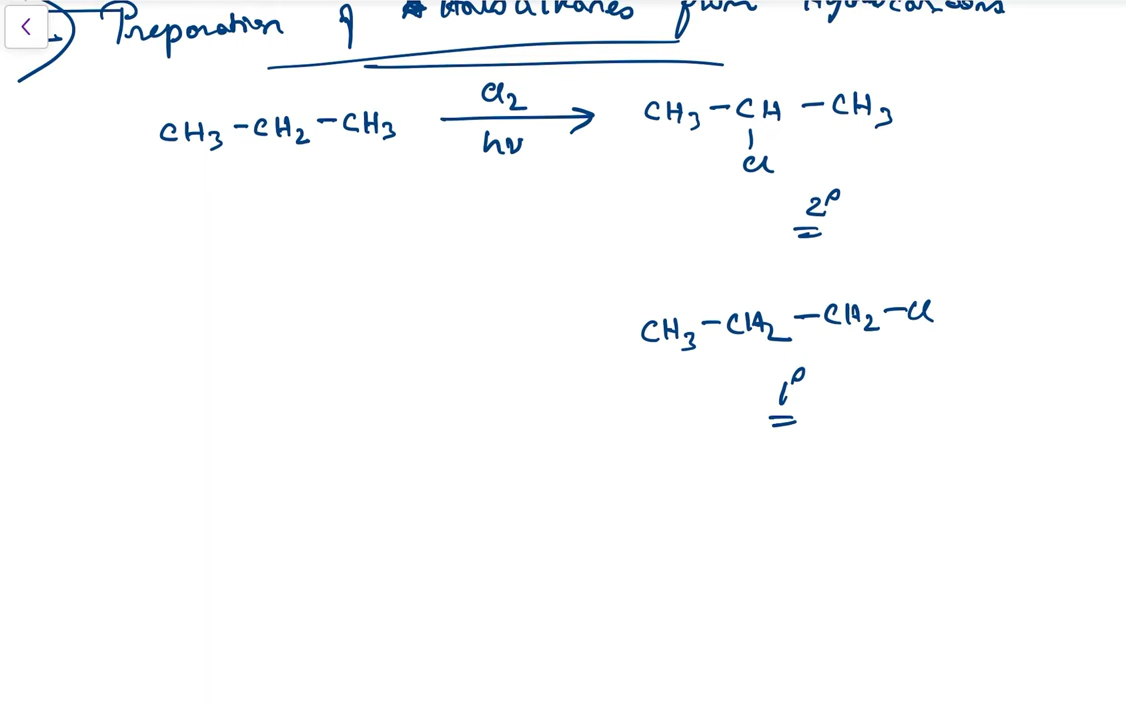 Preparation of Haloalkanes from Hydrocarbons
CH3-CH2-CH3 Cl2 hν → CH3-CH-CH3
Cl
2°
CH3-CH2-CH2-Cl
1°